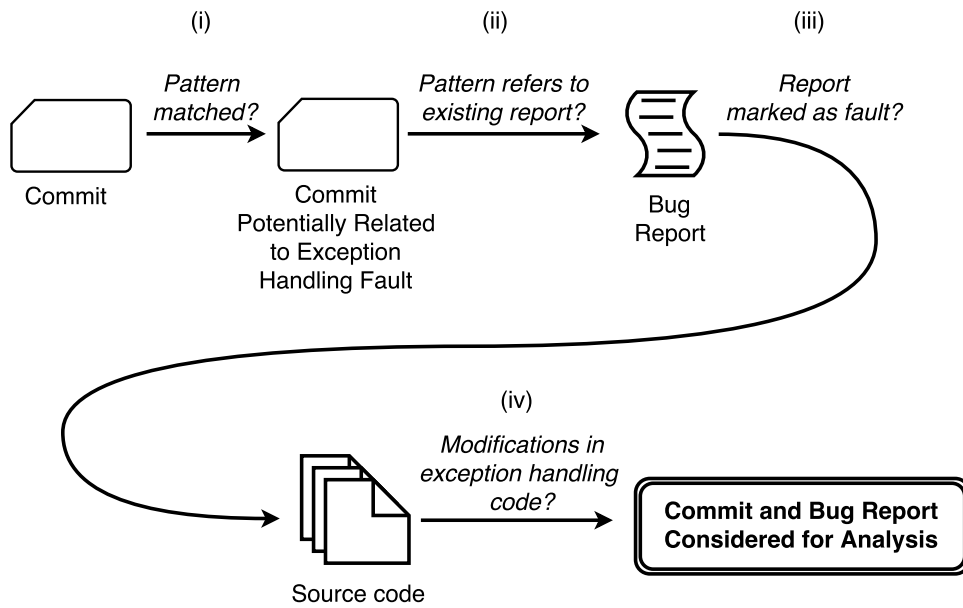 (i)
(ii)
(iii)
Pattern
matched?
Pattern refers to
existing report?
Report
marked as fault?
Commit
Commit
Potentially Related
to Exception
Handling Fault
Bug
Report
(iv)
Modifications in
exception handling
code?
Source code
Commit and Bug Report
Considered for Analysis